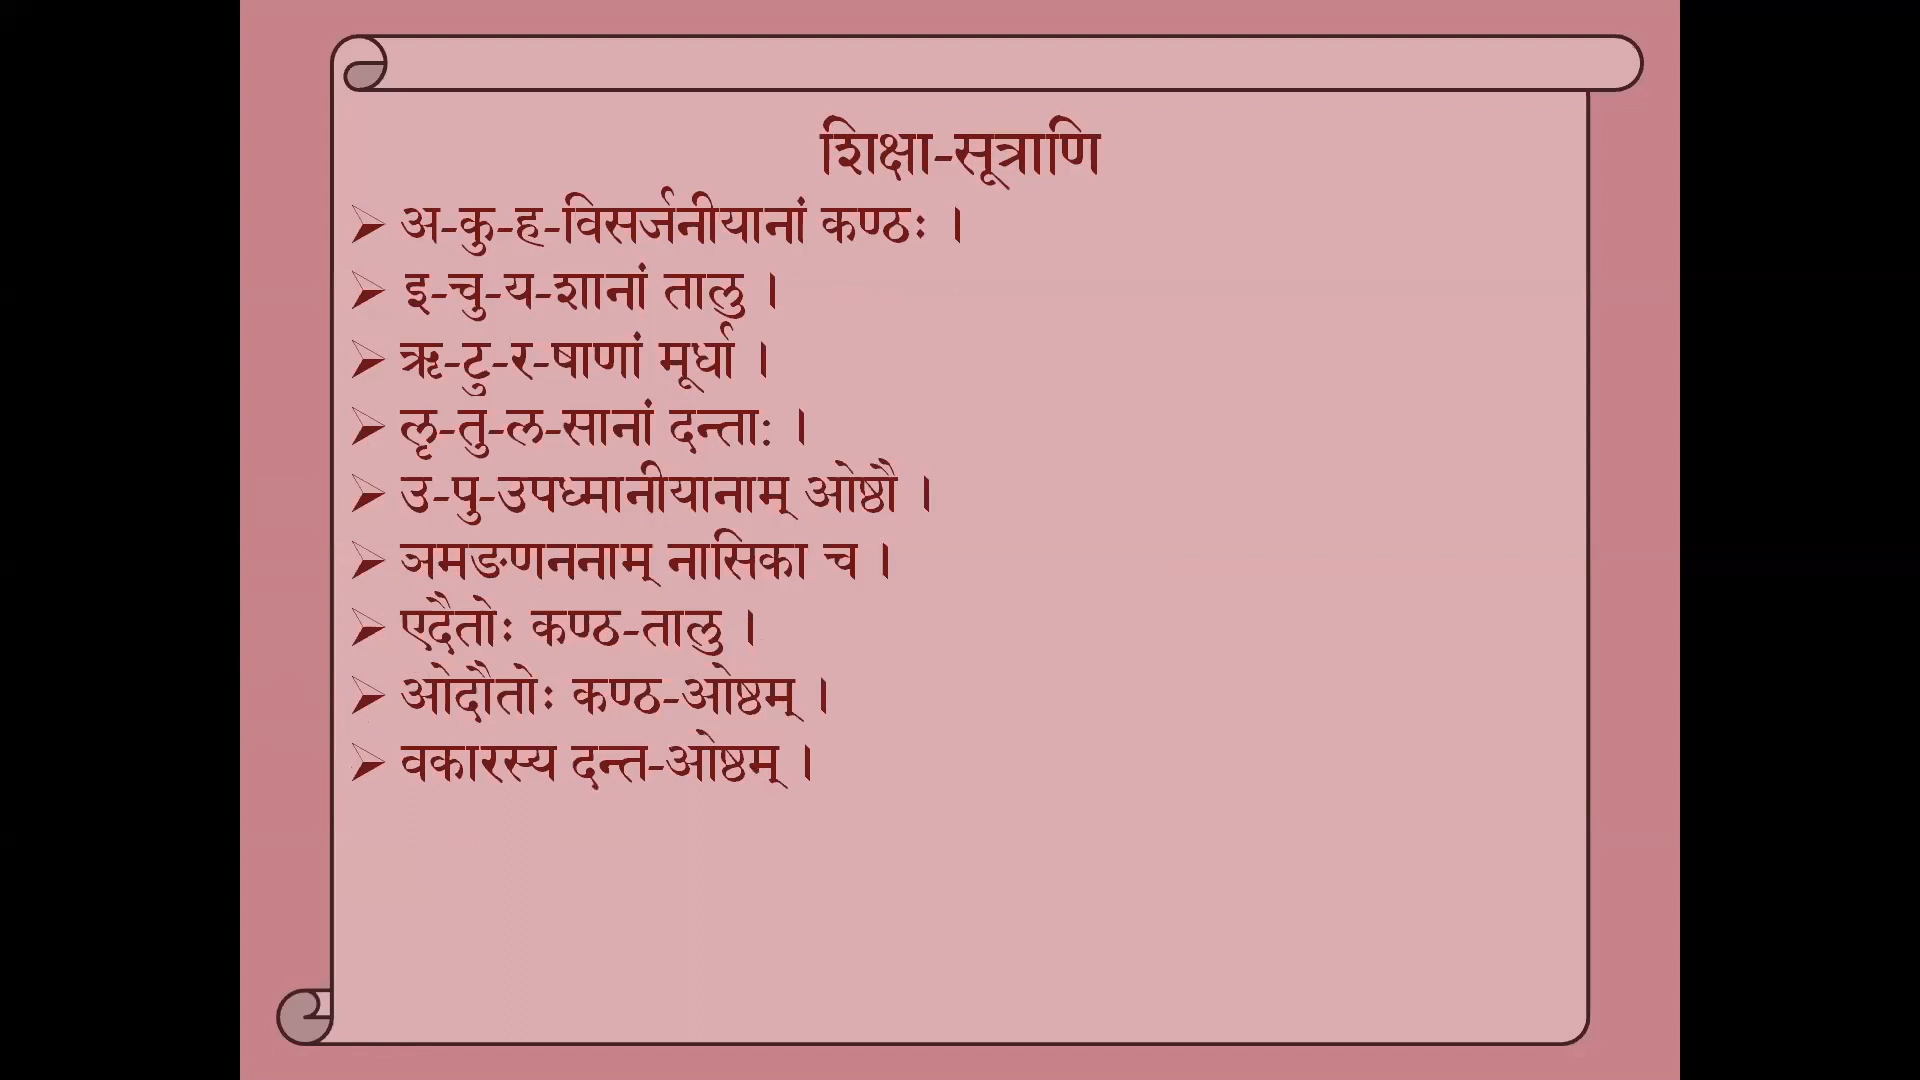 शिक्षा-सूत्राणि
➢ अ-कु-ह-विसर्जनीयानां कण्ठः ।
➢ इ-चु-य-शानां तालु ।
➢ ऋ-टु-र-षाणां मूर्धा ।
➢ लृ-तु-ल-सानां दन्ता: ।
➢ उ-पु-उपध्मानीयानाम् ओष्ठौ ।
➢ ञमङणननाम् नासिका च ।
➢ एदैतोः कण्ठ-तालु ।
➢ ओदौतोः कण्ठ-ओष्ठम् ।
➢ वकारस्य दन्त-ओष्ठम् ।